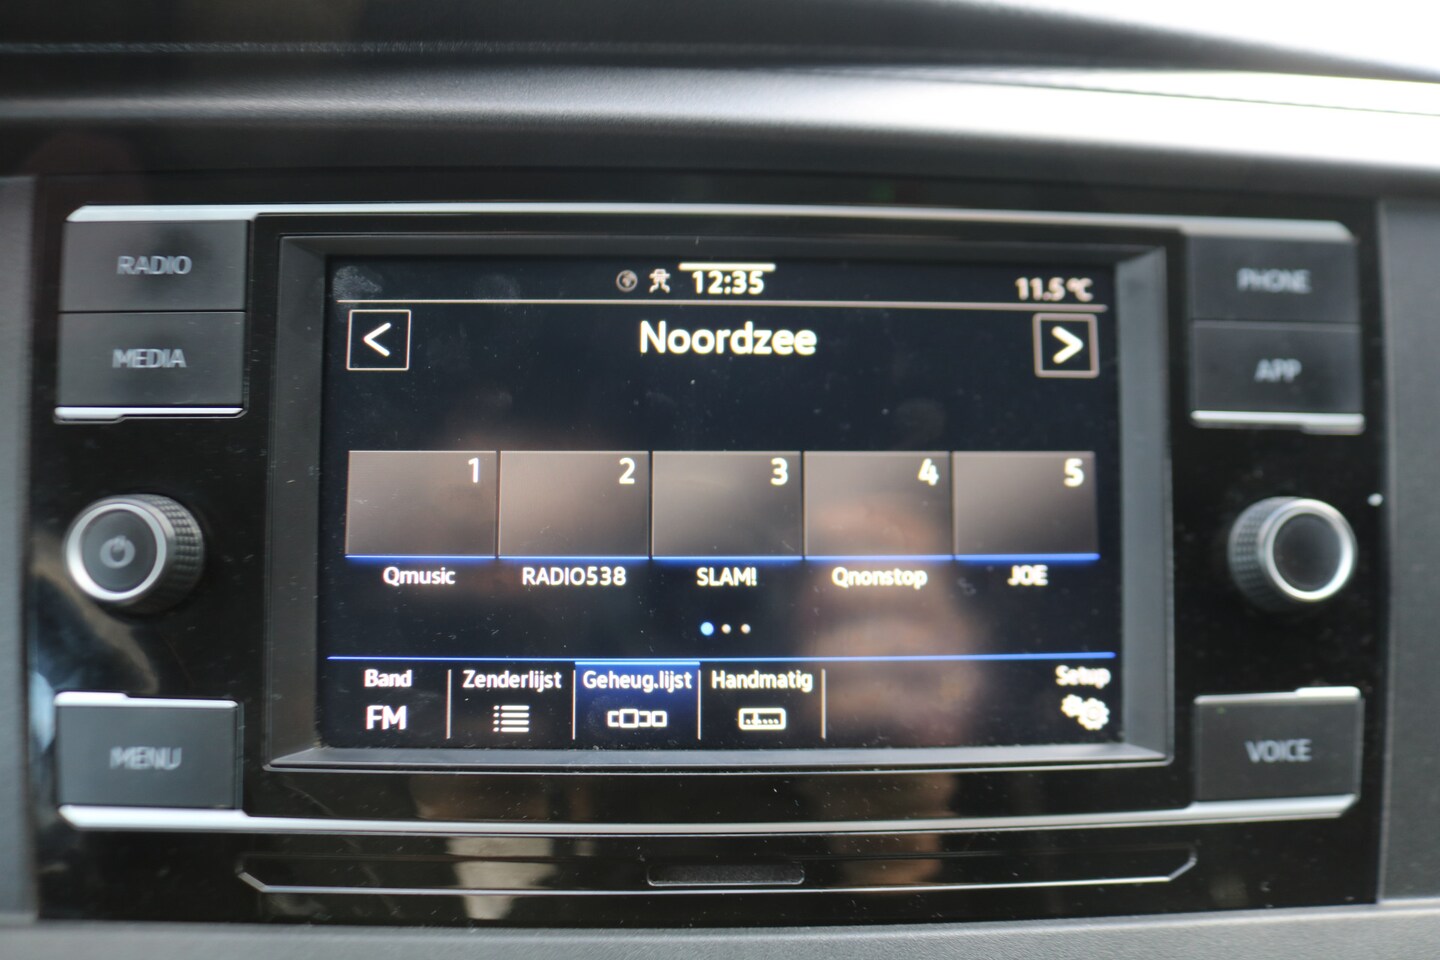 RADIO
MEDIA
MENU
12:35
11.5°C
<
Noordzee
>
1 2 3 4 5
Qmusic RADIO538 SLAM! Qnonstop JOE
Band Zenderlijst Geheug.lijst Handmatig Setup
FM
PHONE
APP
VOICE